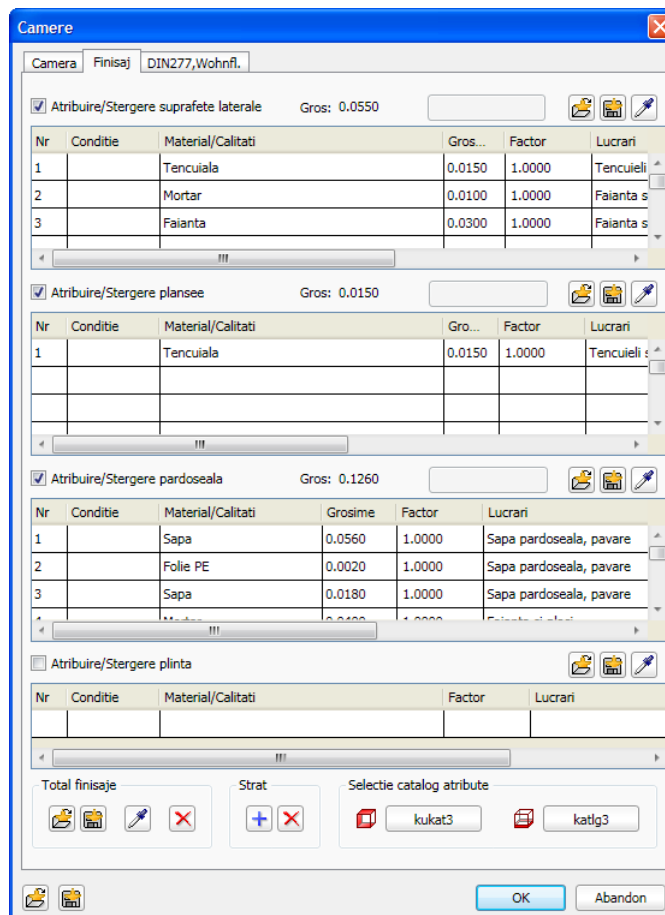 Camere
Camera Finisaj DIN277,Wohnfl.
Atribuire/Stergere suprafete laterale Gros: 0.0550
Nr Conditie Material/Calitati Gros... Factor Lucrari
1 Tencuiala 0.0150 1.0000 Tencuieli
2 Mortar 0.0100 1.0000 Faianta s
3 Faianta 0.0300 1.0000 Faianta s
Atribuire/Stergere plansee Gros: 0.0150
Nr Conditie Material/Calitati Gro... Factor Lucrari
1 Tencuiala 0.0150 1.0000 Tencuieli s
Atribuire/Stergere pardoseala Gros: 0.1260
Nr Conditie Material/Calitati Grosime Factor Lucrari
1 Sapa 0.0560 1.0000 Sapa pardoseala, pavare
2 Folie PE 0.0020 1.0000 Sapa pardoseala, pavare
3 Sapa 0.0180 1.0000 Sapa pardoseala, pavare
Atribuire/Stergere plinta
Nr Conditie Material/Calitati Factor Lucrari
Total finisaje Strat Selectie catalog atribute
kukat3 katlg3
OK Abandon